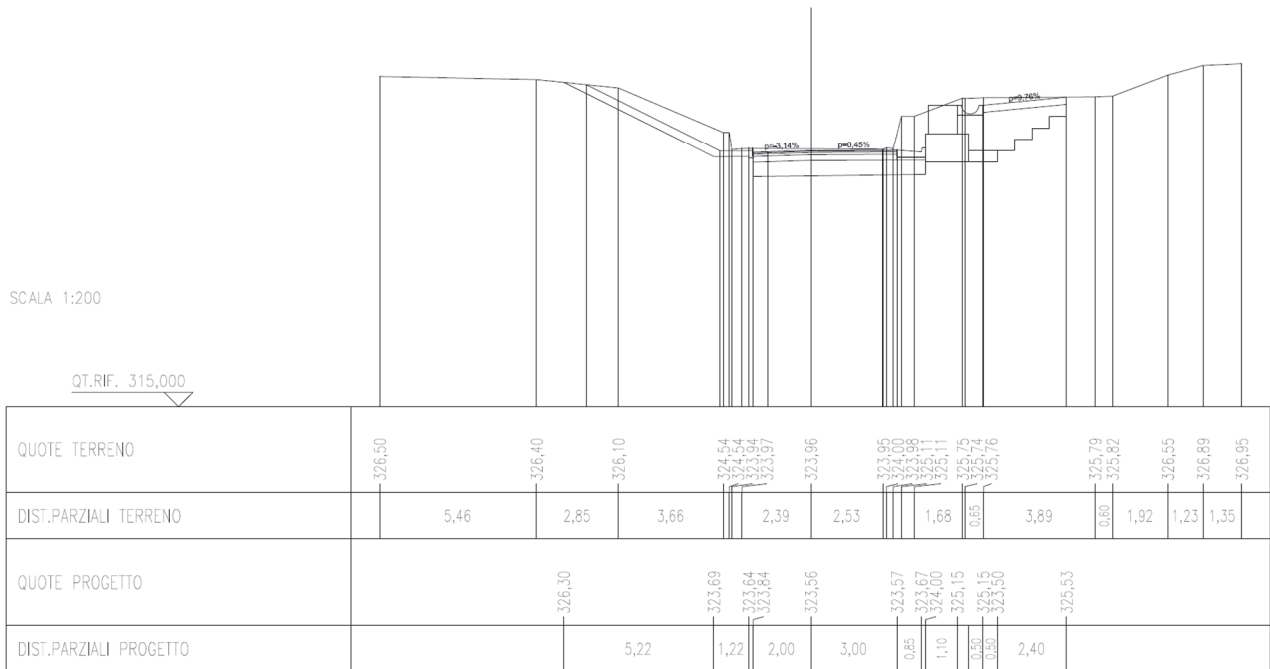 p=9,76%
p=-3,14% p=0,45%
SCALA 1:200
QT.RIF. 315,000
QUOTE TERRENO 326,50 326,40 326,10 324,54 324,54 323,94 323,97 323,96 323,95 324,00 323,98 325,11 325,11 325,75 325,74 325,76 325,79 325,82 326,55 326,89 326,95
DIST.PARZIALI TERRENO 5,46 2,85 3,66 2,39 2,53 1,68 0,65 3,89 0,60 1,92 1,23 1,35
QUOTE PROGETTO 326,30 323,69 323,64 323,84 323,56 323,57 323,67 324,00 325,15 325,15 323,50 325,53
DIST.PARZIALI PROGETTO 5,22 1,22 2,00 3,00 0,85 1,10 0,50 0,50 2,40